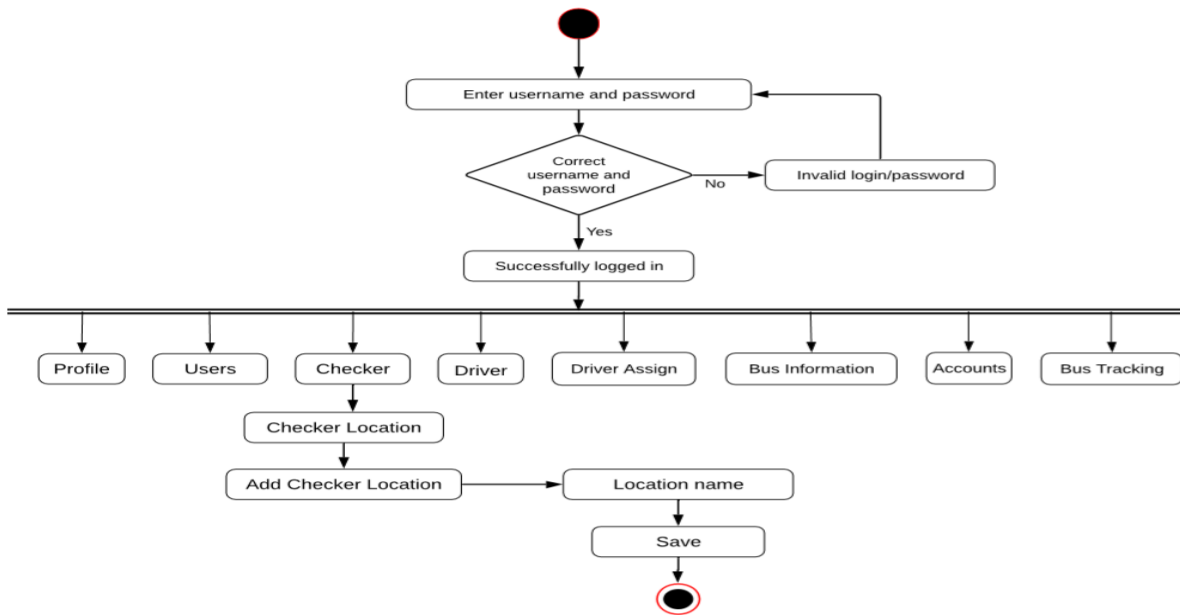 Enter username and password
Correct
username and
password
No
Invalid login/password
Yes
Successfully logged in
Profile
Users
Checker
Driver
Driver Assign
Bus Information
Accounts
Bus Tracking
Checker Location
Add Checker Location
Location name
Save